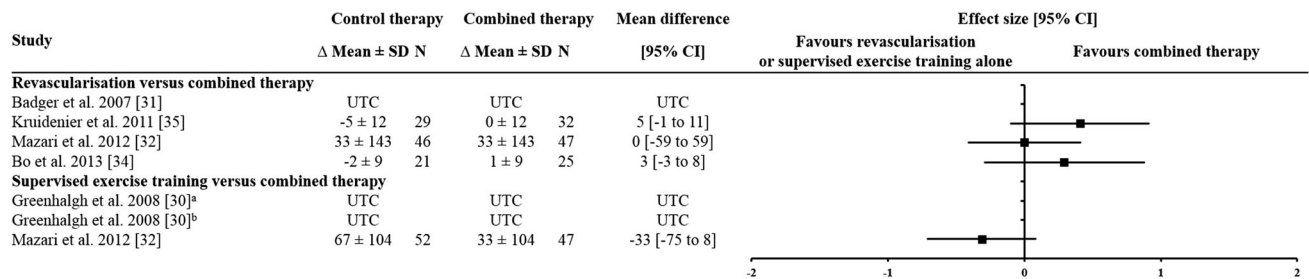 Control therapy Combined therapy Mean difference Effect size [95% CI]
Study Δ Mean ± SD N Δ Mean ± SD N [95% CI] Favours revascularisation or supervised exercise training alone Favours combined therapy
Revascularisation versus combined therapy
Badger et al. 2007 [31] UTC UTC UTC
Kruidenier et al. 2011 [35] -5 ± 12 29 0 ± 12 32 5 [-1 to 11]
Mazari et al. 2012 [32] 33 ± 143 46 33 ± 143 47 0 [-59 to 59]
Bo et al. 2013 [34] -2 ± 9 21 1 ± 9 25 3 [-3 to 8]
Supervised exercise training versus combined therapy
Greenhalgh et al. 2008 [30]a UTC UTC UTC
Greenhalgh et al. 2008 [30]b UTC UTC UTC
Mazari et al. 2012 [32] 67 ± 104 52 33 ± 104 47 -33 [-75 to 8]
-2 -1 0 1 2